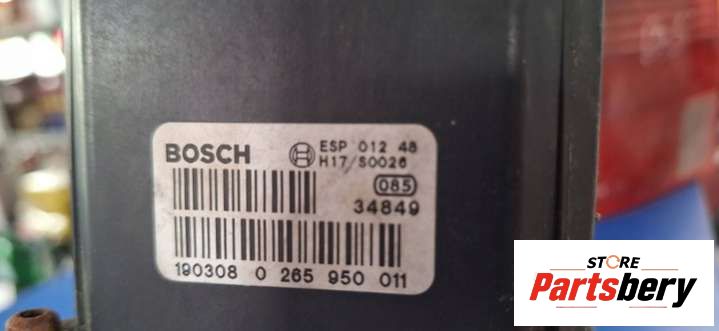 BOSCH
ESP 012 48
H17/S0026
085
34849
190308 0 265 950 011
STORE
Partsbery